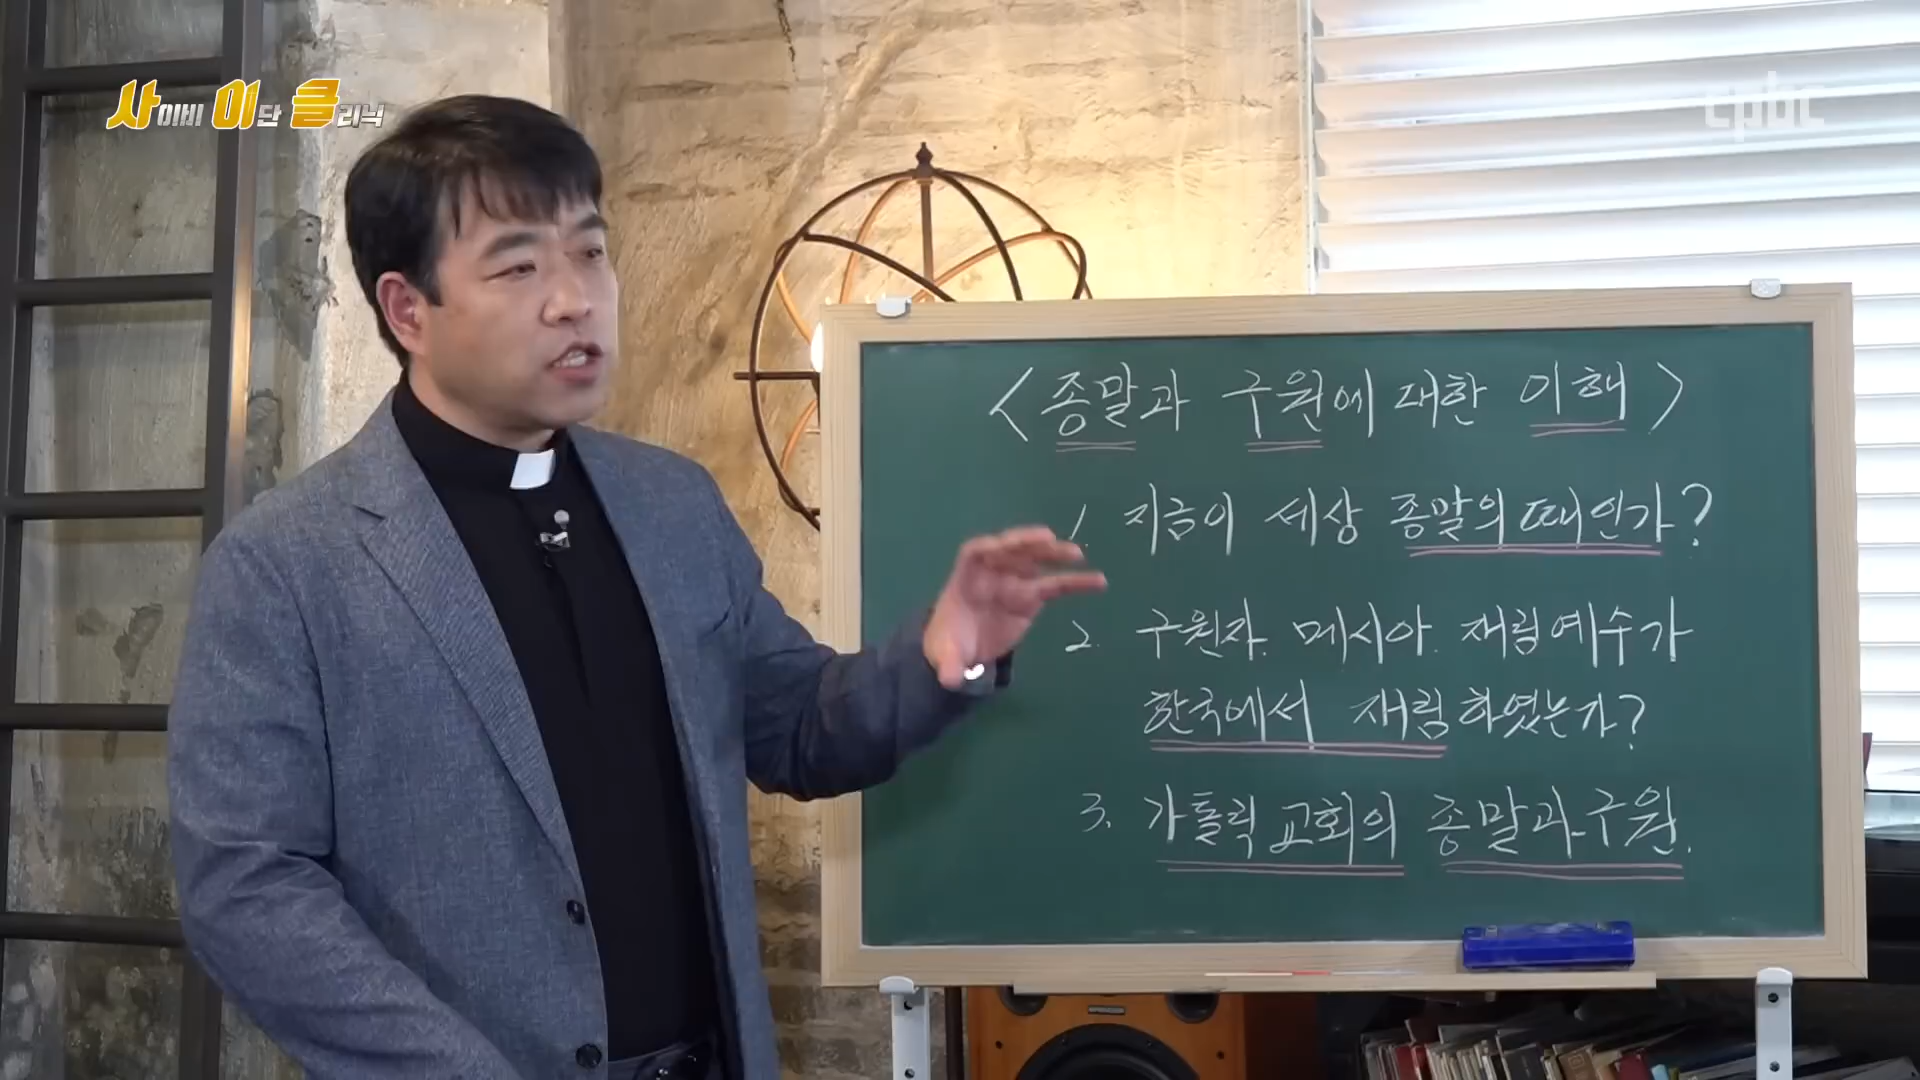 사이비 이단 클리닉
cpbc
<종말과 구원에 대한 이해>
1. 지금이 세상 종말의 때인가?
2. 구원자. 메시아. 재림예수가
한국에서 재림하였는가?
3. 가톨릭 교회의 종말과 구원.